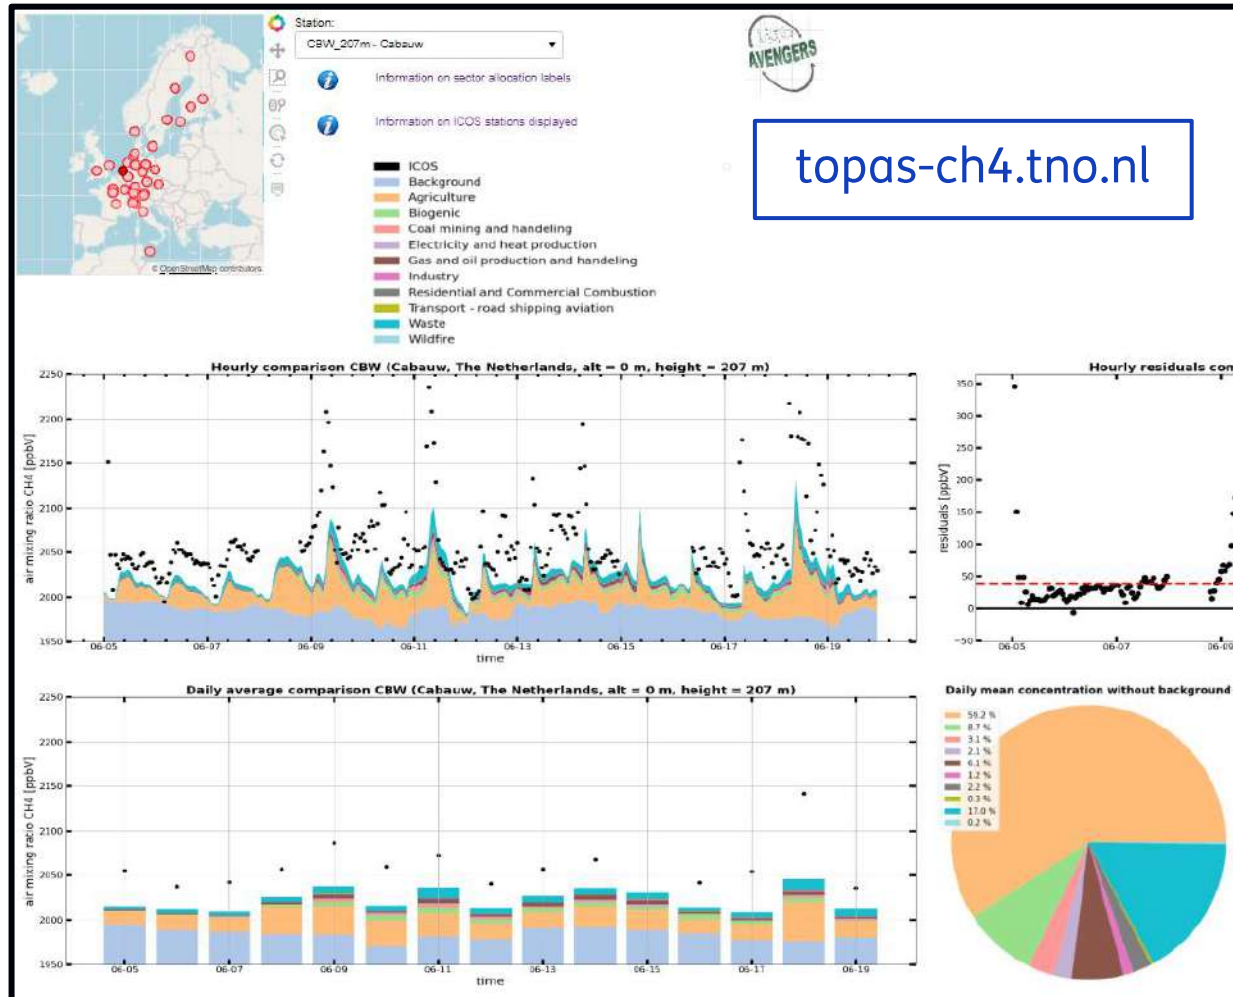 Station:
CBW_207m - Cabauw
Information on sector allocation labels
Information on ICOS stations displayed
AVENGERS
topas-ch4.tno.nl
ICOS
Background
Agriculture
Biogenic
Coal mining and handeling
Electricity and heat production
Gas and oil production and handeling
Industry
Residential and Commercial Combustion
Transport - road shipping aviation
Waste
Wildfire
© OpenStreetMap contributors
Hourly comparison CBW (Cabauw, The Netherlands, alt = 0 m, height = 207 m)
air mixing ratio CH4 [ppbV]
2250
2200
2150
2100
2050
2000
1950
06-05 06-07 06-09 06-11 06-13 06-15 06-17 06-19
time
Hourly residuals com
residuals [ppbV]
350
300
250
200
150
100
50
0
−50
06-05 06-07 06-09
Daily average comparison CBW (Cabauw, The Netherlands, alt = 0 m, height = 207 m)
air mixing ratio CH4 [ppbV]
2250
2200
2150
2100
2050
2000
1950
06-05 06-07 06-09 06-11 06-13 06-15 06-17 06-19
time
Daily mean concentration without background
59.2 %
8.7 %
3.1 %
2.1 %
6.1 %
1.2 %
2.2 %
0.3 %
17.0 %
0.2 %